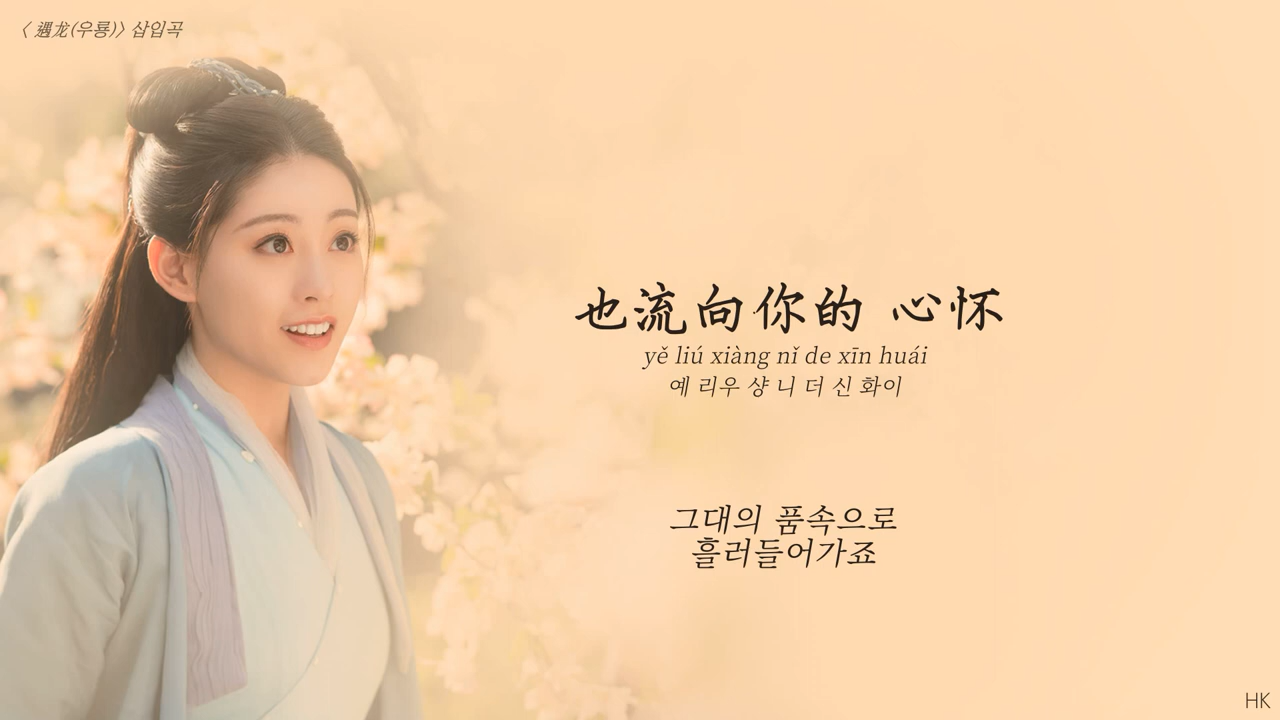 〈 遇龙(우룡)〉 삽입곡
也流向你的 心怀
yě liú xiàng nǐ de xīn huái
예 리우 샹 니 더 신 화이
그대의 품속으로
흘러들어가죠
HK